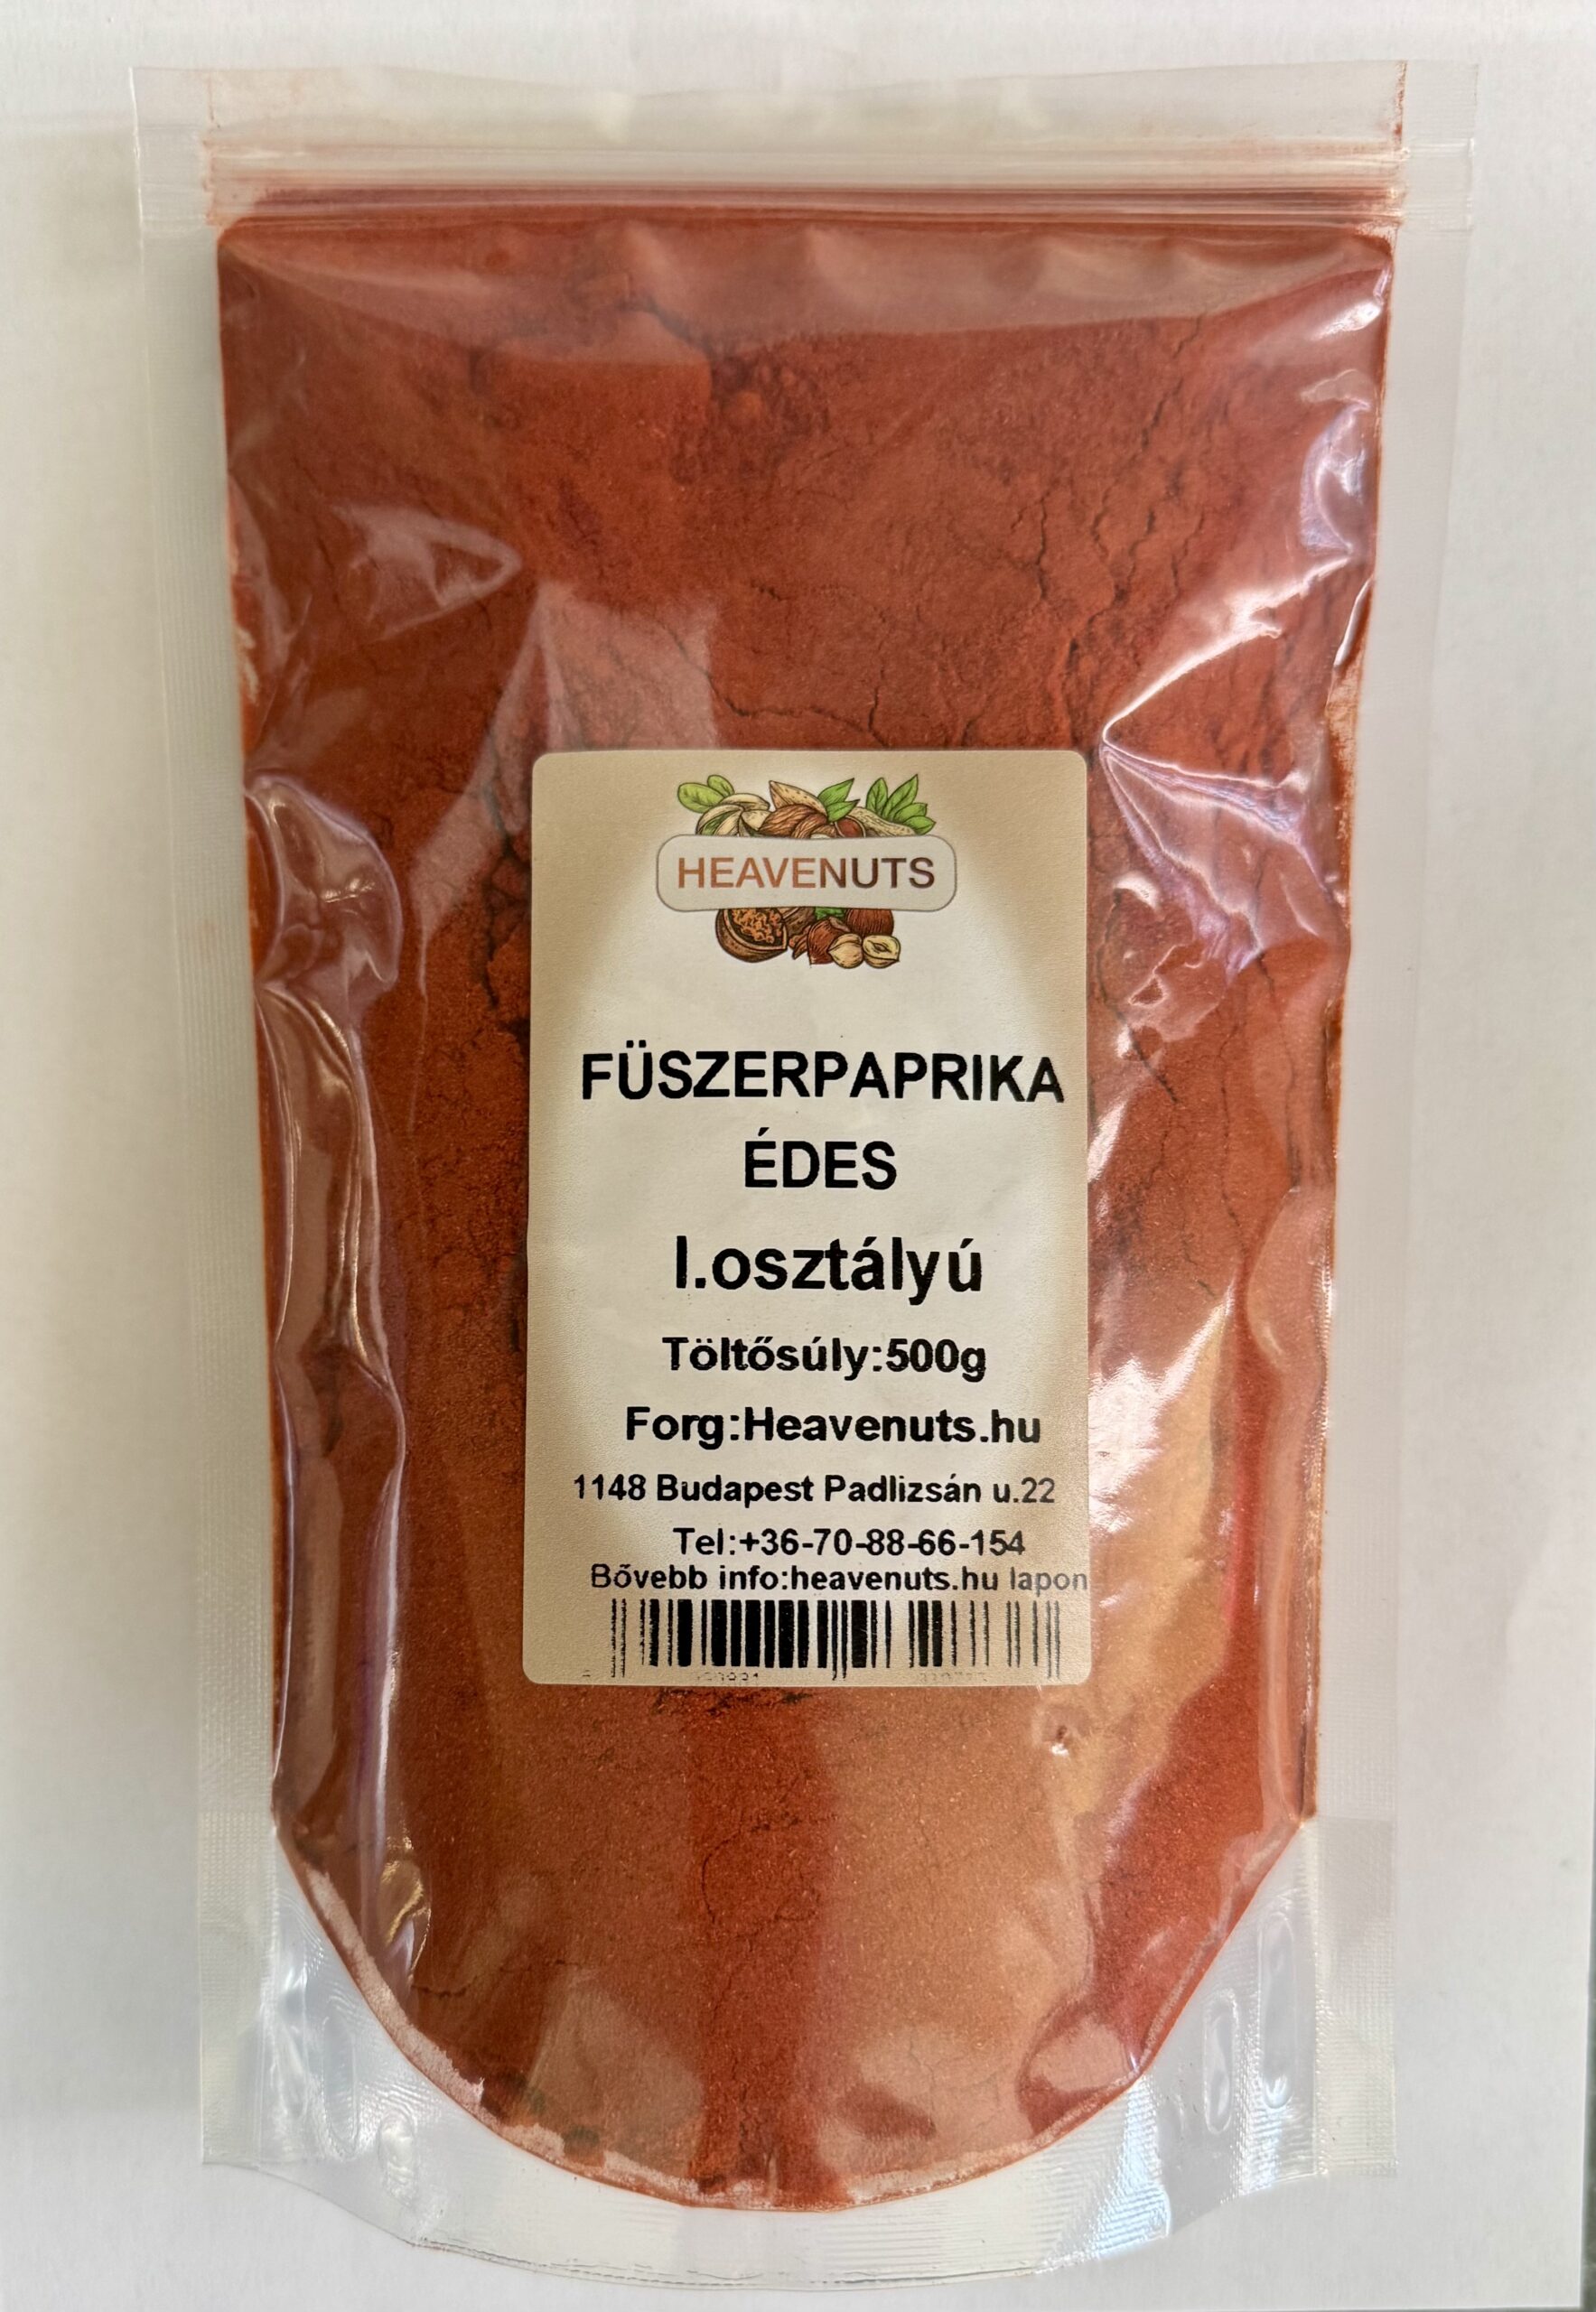 HEAVENUTS
FÜSZERPAPRIKA
ÉDES
I.osztályú
Töltősúly:500g
Forg:Heavenuts.hu
1148 Budapest Padlizsán u.22
Tel:+36-70-88-66-154
Bővebb info:heavenuts.hu lapon